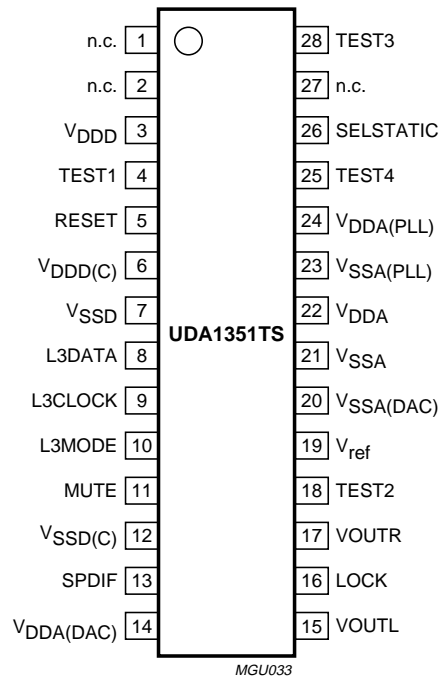 n.c. 1 28 TEST3
n.c. 2 27 n.c.
VDDD 3 26 SELSTATIC
TEST1 4 25 TEST4
RESET 5 24 VDDA(PLL)
VDDD(C) 6 23 VSSA(PLL)
VSSD 7 22 VDDA
UDA1351TS
L3DATA 8 21 VSSA
L3CLOCK 9 20 VSSA(DAC)
L3MODE 10 19 Vref
MUTE 11 18 TEST2
VSSD(C) 12 17 VOUTR
SPDIF 13 16 LOCK
VDDA(DAC) 14 15 VOUTL
MGU033